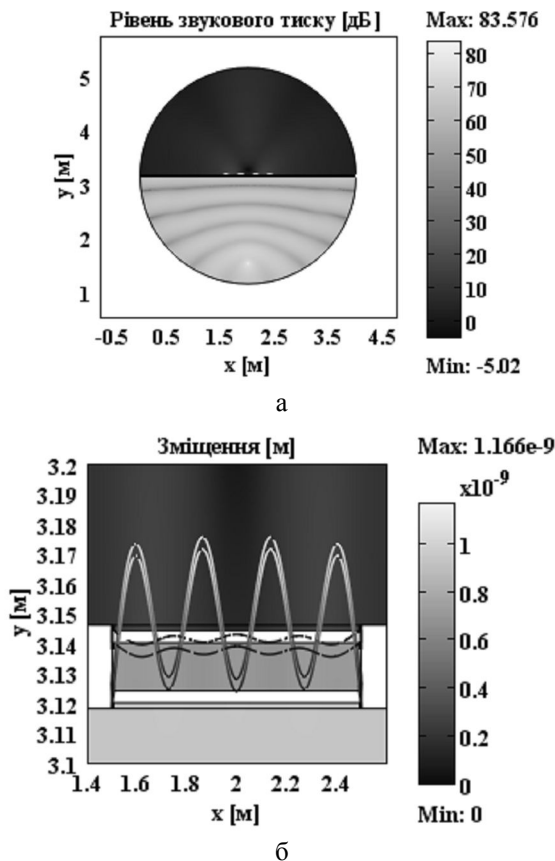 Рівень звукового тиску [дБ]
Max: 83.576
5
4
3
2
1
y [м]
-0.5 0.5 1.5 2.5 3.5 4.5
x [м]
80
70
60
50
40
30
20
10
0
Min: -5.02
а
Зміщення [м]
Max: 1.166e-9
x10⁻⁹
3.2
3.19
3.18
3.17
3.16
3.15
3.14
3.13
3.12
3.11
3.1
y [м]
1.4 1.6 1.8 2 2.2 2.4
x [м]
1
0.8
0.6
0.4
0.2
0
Min: 0
б